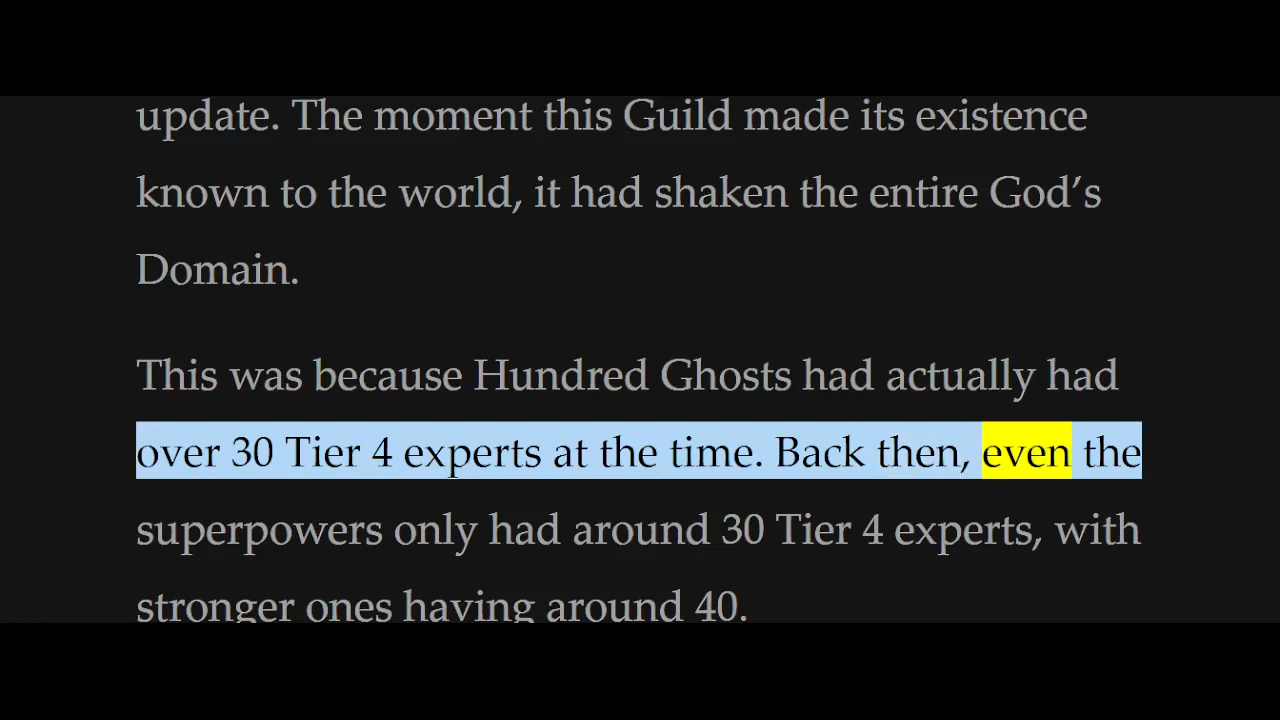 update. The moment this Guild made its existence
known to the world, it had shaken the entire God’s
Domain.
This was because Hundred Ghosts had actually had
over 30 Tier 4 experts at the time. Back then, even the
superpowers only had around 30 Tier 4 experts, with
stronger ones having around 40.